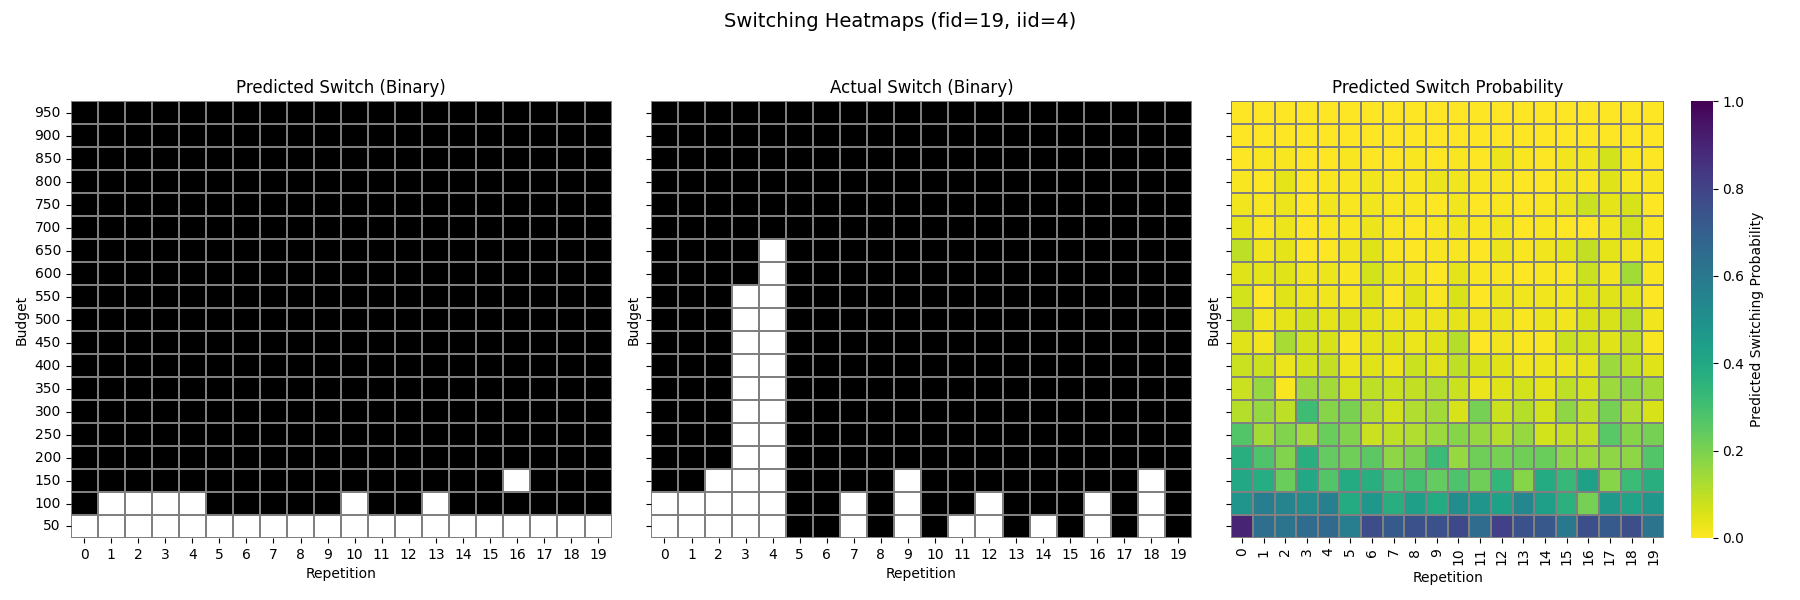 Switching Heatmaps (fid=19, iid=4)
Predicted Switch (Binary)
950
900
850
800
750
700
650
600
550
500
450
400
350
300
250
200
150
100
50
Budget
0 1 2 3 4 5 6 7 8 9 10 11 12 13 14 15 16 17 18 19
Repetition
Actual Switch (Binary)
Budget
0 1 2 3 4 5 6 7 8 9 10 11 12 13 14 15 16 17 18 19
Repetition
Predicted Switch Probability
Budget
0 1 2 3 4 5 6 7 8 9 10 11 12 13 14 15 16 17 18 19
Repetition
1.0
0.8
0.6
0.4
0.2
0.0
Predicted Switching Probability